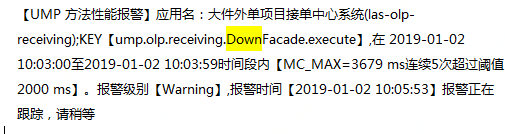 【UMP 方法性能报警】应用名：大件外单项目接单中心系统(las-olp-
receiving);KEY【ump.olp.receiving.DownFacade.execute】,在 2019-01-02
10:03:00至2019-01-02 10:03:59时间段内【MC_MAX=3679 ms连续5次超过阈值
2000 ms】。报警级别【Warning】,报警时间【2019-01-02 10:05:53】报警正在
跟踪，请稍等